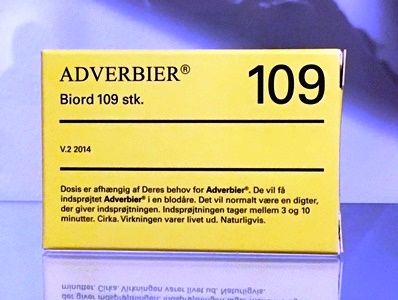 ADVERBIER®
109
Biord 109 stk.
V.2 2014
Dosis er afhængig af Deres behov for Adverbier®. De vil få
indsprøjtet Adverbier® i en blodåre. Det vil normalt være en digter,
der giver indsprøjtningen. Indsprøjtningen tager mellem 3 og 10
minutter. Cirka. Virkningen varer livet ud. Naturligvis.